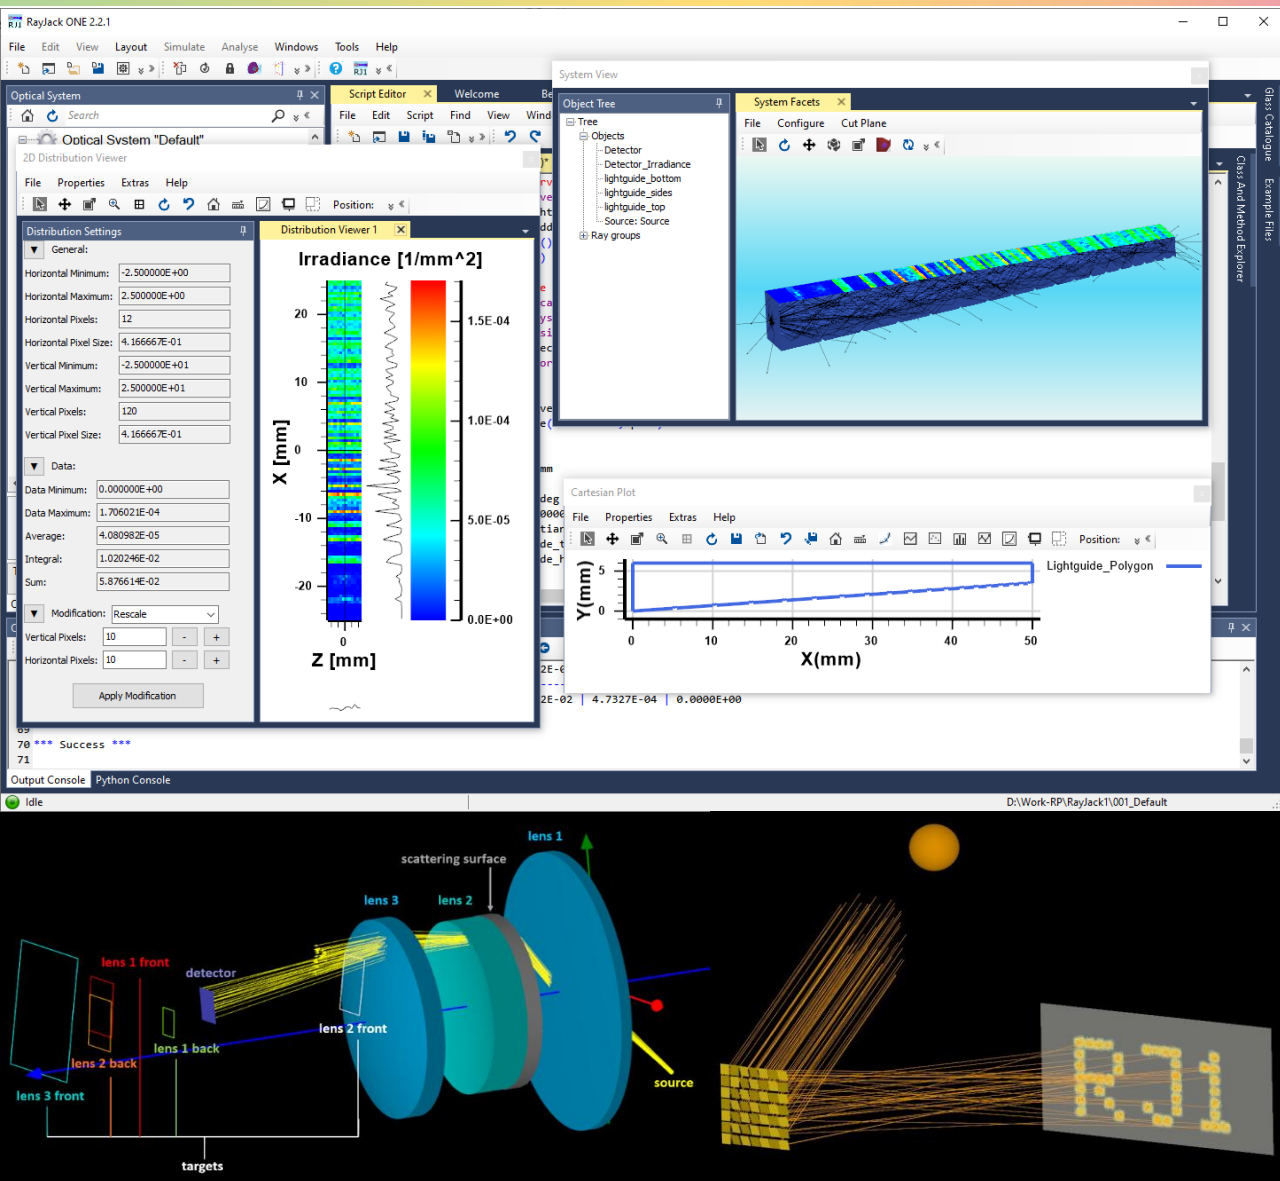 RayJack ONE 2.2.1
File Edit View Layout Simulate Analyse Windows Tools Help
RJ1
Optical System
Search
Optical System "Default"
Script Editor Welcome
File Edit Script Find View
System View
Object Tree
Tree
Objects
Detector
Detector_Irradiance
lightguide_bottom
lightguide_sides
lightguide_top
Source: Source
Ray groups
System Facets
File Configure Cut Plane
Glass Catalogue
Example Files
Class And Method Explorer
2D Distribution Viewer
File Properties Extras Help
Position:
Distribution Settings
General:
Horizontal Minimum: -2.500000E+00
Horizontal Maximum: 2.500000E+00
Horizontal Pixels: 12
Horizontal Pixel Size: 4.166667E-01
Vertical Minimum: -2.500000E+01
Vertical Maximum: 2.500000E+01
Vertical Pixels: 120
Vertical Pixel Size: 4.166667E-01
Data:
Data Minimum: 0.000000E+00
Data Maximum: 1.706021E-04
Average: 4.080982E-05
Integral: 1.020246E-02
Sum: 5.876614E-02
Modification: Rescale
Vertical Pixels: 10 - +
Horizontal Pixels: 10 - +
Apply Modification
Distribution Viewer 1
Irradiance [1/mm^2]
20
10
0
-10
-20
X [mm]
0
Z [mm]
1.5E-04
1.0E-04
5.0E-05
0.0E+00
mm
deg
Cartesian Plot
File Properties Extras Help
Position:
Y(mm)
5
0
0 10 20 30 40 50
X(mm)
Lightguide_Polygon
2E-02 | 4.7327E-04 | 0.0000E+00
69
70 *** Success ***
71
Output Console Python Console
Idle
D:\Work-RP\RayJack1\001_Default
lens 1
scattering surface
lens 3
lens 2
lens 1 front
detector
lens 2 front
lens 1 back
lens 2 back
lens 3 front
source
targets
RJ1